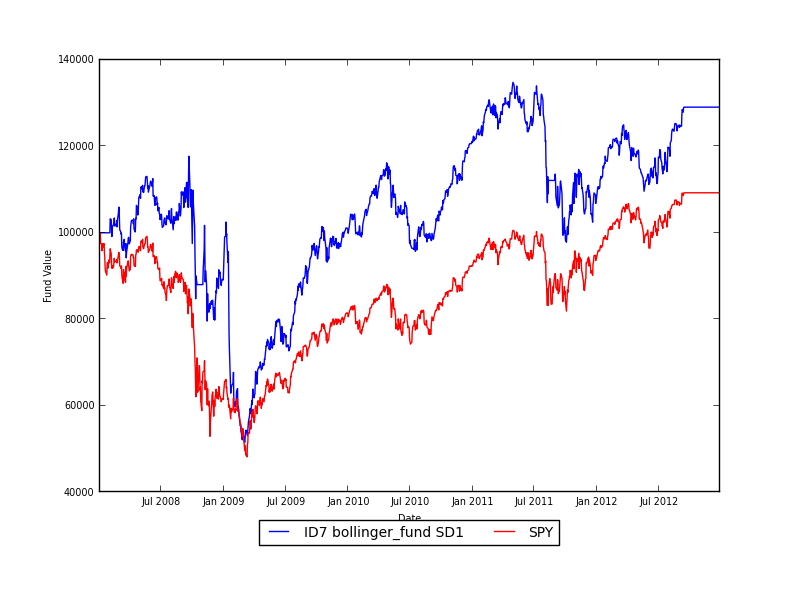 140000
120000
100000
80000
60000
40000
Fund Value
Jul 2008 Jan 2009 Jul 2009 Jan 2010 Jul 2010 Jan 2011 Jul 2011 Jan 2012 Jul 2012
Date
ID7 bollinger_fund SD1 SPY